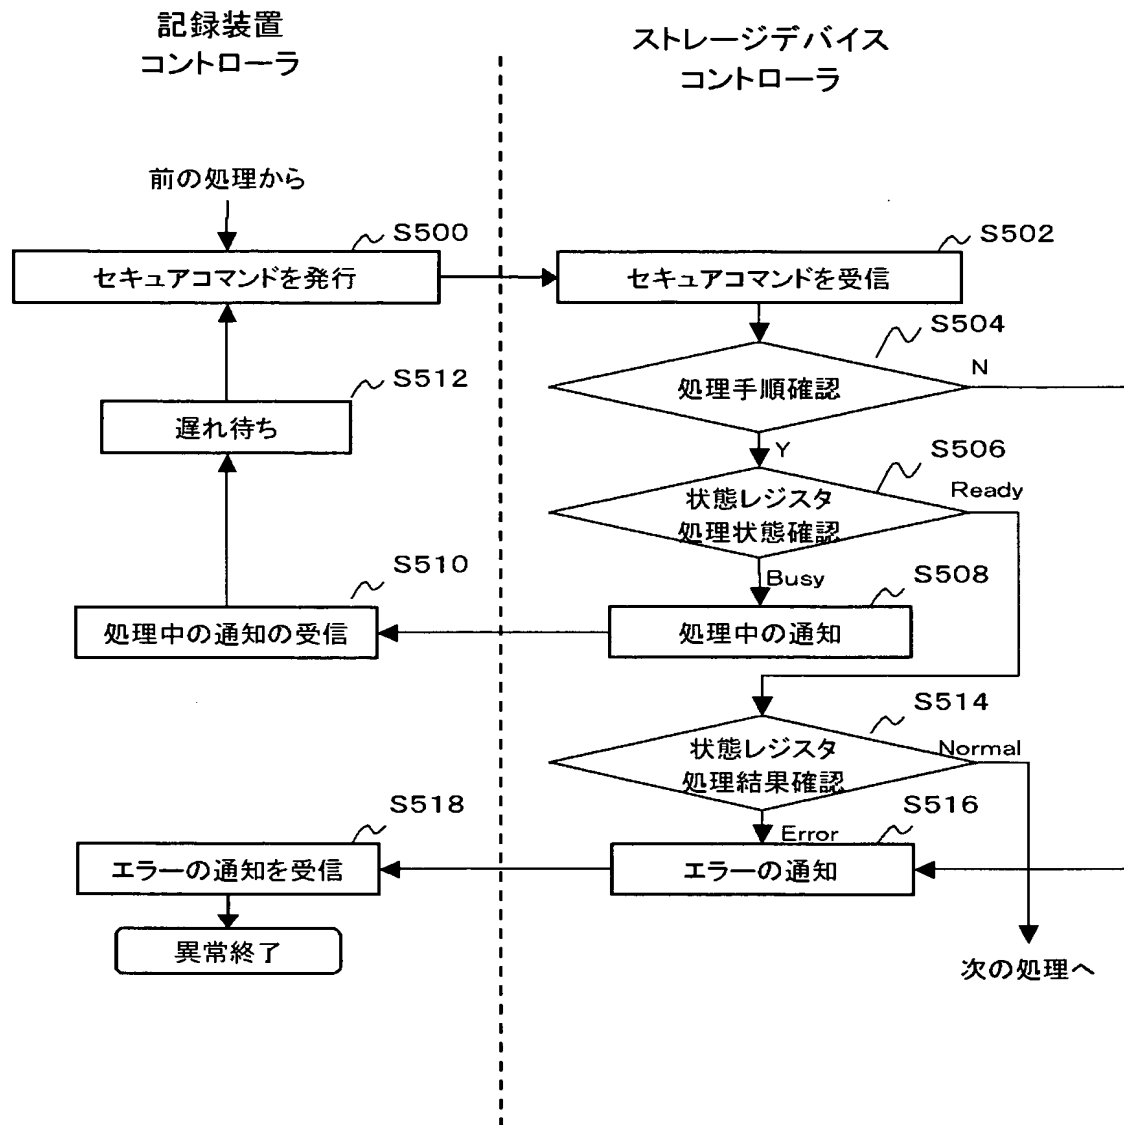 記録装置
コントローラ
ストレージデバイス
コントローラ
前の処理から
S500
セキュアコマンドを発行
S502
セキュアコマンドを受信
S504
処理手順確認
N
Y
S512
遅れ待ち
S506
状態レジスタ
処理状態確認
Ready
Busy
S510
処理中の通知の受信
S508
処理中の通知
S514
状態レジスタ
処理結果確認
Normal
Error
S518
エラーの通知を受信
S516
エラーの通知
異常終了
次の処理へ